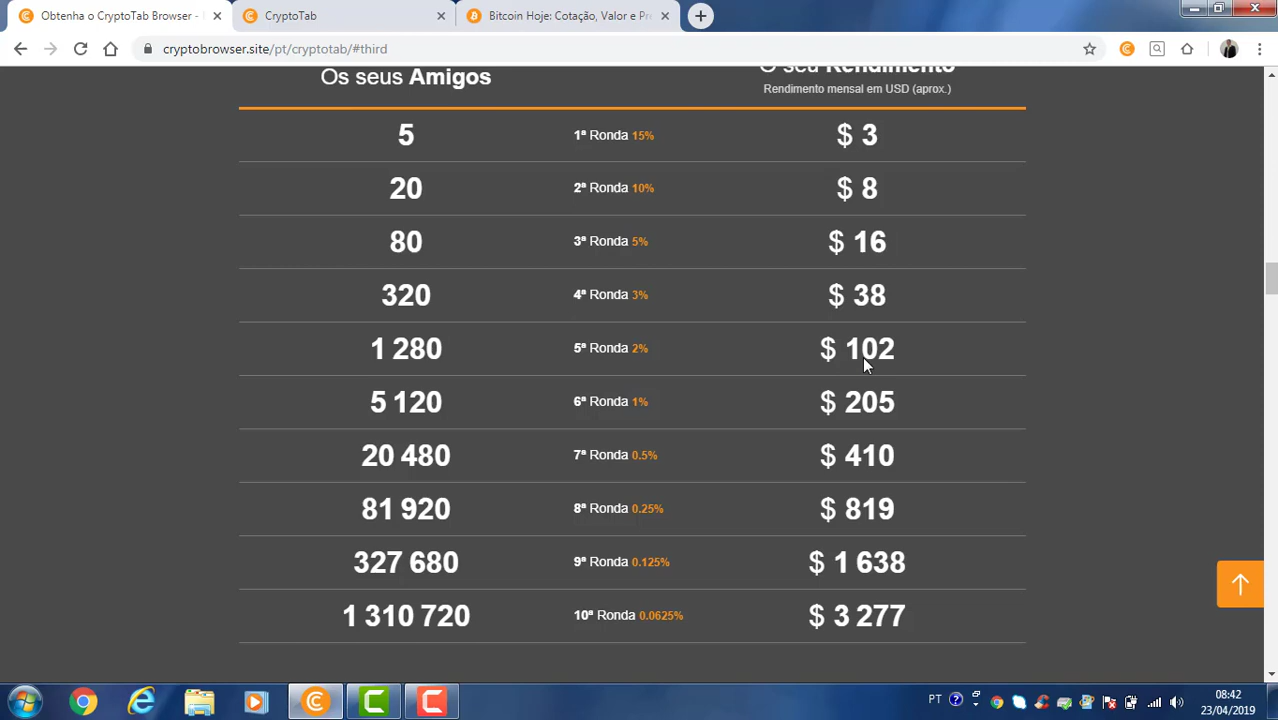 Obtenha o CryptoTab Browser -
CryptoTab
Bitcoin Hoje: Cotação, Valor e Pr
cryptobrowser.site/pt/cryptotab/#third
Os seus Amigos
O seu Rendimento
Rendimento mensal em USD (aprox.)
5 1ª Ronda 15% $ 3
20 2ª Ronda 10% $ 8
80 3ª Ronda 5% $ 16
320 4ª Ronda 3% $ 38
1 280 5ª Ronda 2% $ 102
5 120 6ª Ronda 1% $ 205
20 480 7ª Ronda 0.5% $ 410
81 920 8ª Ronda 0.25% $ 819
327 680 9ª Ronda 0.125% $ 1 638
1 310 720 10ª Ronda 0.0625% $ 3 277
PT
08:42
23/04/2019